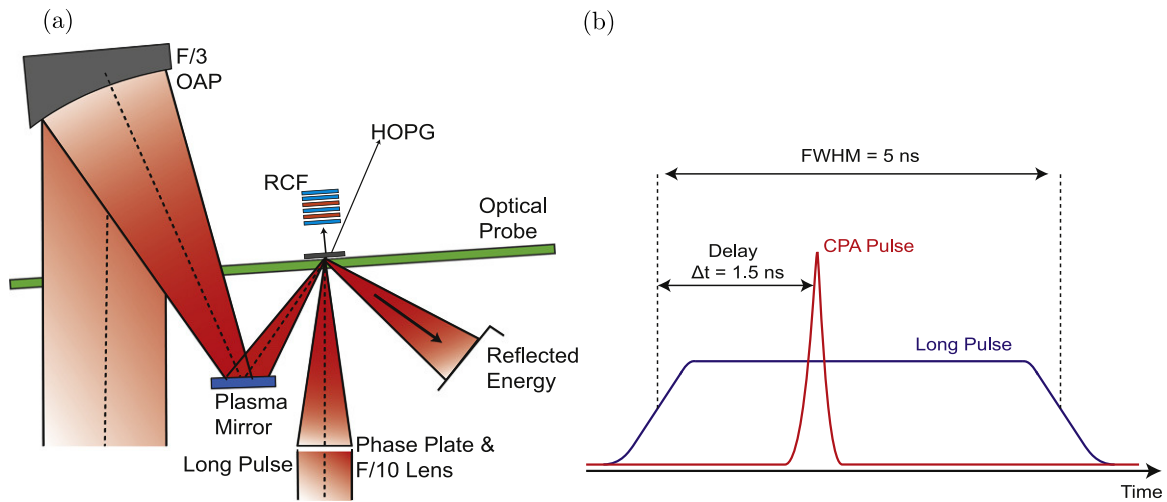 (a)
F/3
OAP
HOPG
RCF
Optical
Probe
Reflected
Energy
Plasma
Mirror
Long Pulse
Phase Plate &
F/10 Lens
(b)
FWHM = 5 ns
CPA Pulse
Delay
Δt = 1.5 ns
Long Pulse
Time